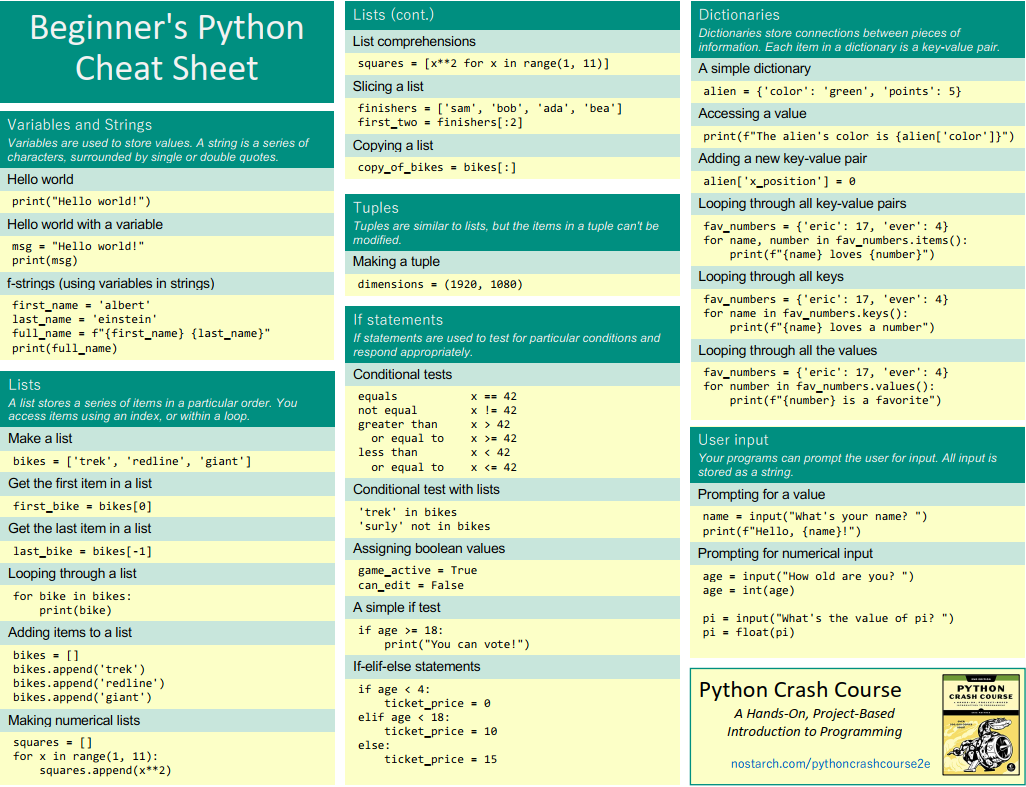 Beginner's Python
Cheat Sheet
Variables and Strings
Variables are used to store values. A string is a series of
characters, surrounded by single or double quotes.
Hello world
print("Hello world!")
Hello world with a variable
msg = "Hello world!"
print(msg)
f-strings (using variables in strings)
first_name = 'albert'
last_name = 'einstein'
full_name = f"{first_name} {last_name}"
print(full_name)
Lists
A list stores a series of items in a particular order. You
access items using an index, or within a loop.
Make a list
bikes = ['trek', 'redline', 'giant']
Get the first item in a list
first_bike = bikes[0]
Get the last item in a list
last_bike = bikes[-1]
Looping through a list
for bike in bikes:
    print(bike)
Adding items to a list
bikes = []
bikes.append('trek')
bikes.append('redline')
bikes.append('giant')
Making numerical lists
squares = []
for x in range(1, 11):
    squares.append(x**2)
Lists (cont.)
List comprehensions
squares = [x**2 for x in range(1, 11)]
Slicing a list
finishers = ['sam', 'bob', 'ada', 'bea']
first_two = finishers[:2]
Copying a list
copy_of_bikes = bikes[:]
Tuples
Tuples are similar to lists, but the items in a tuple can't be
modified.
Making a tuple
dimensions = (1920, 1080)
If statements
If statements are used to test for particular conditions and
respond appropriately.
Conditional tests
equals x == 42
not equal x != 42
greater than x > 42
  or equal to x >= 42
less than x < 42
  or equal to x <= 42
Conditional test with lists
'trek' in bikes
'surly' not in bikes
Assigning boolean values
game_active = True
can_edit = False
A simple if test
if age >= 18:
    print("You can vote!")
If-elif-else statements
if age < 4:
    ticket_price = 0
elif age < 18:
    ticket_price = 10
else:
    ticket_price = 15
Dictionaries
Dictionaries store connections between pieces of
information. Each item in a dictionary is a key-value pair.
A simple dictionary
alien = {'color': 'green', 'points': 5}
Accessing a value
print(f"The alien's color is {alien['color']}")
Adding a new key-value pair
alien['x_position'] = 0
Looping through all key-value pairs
fav_numbers = {'eric': 17, 'ever': 4}
for name, number in fav_numbers.items():
    print(f"{name} loves {number}")
Looping through all keys
fav_numbers = {'eric': 17, 'ever': 4}
for name in fav_numbers.keys():
    print(f"{name} loves a number")
Looping through all the values
fav_numbers = {'eric': 17, 'ever': 4}
for number in fav_numbers.values():
    print(f"{number} is a favorite")
User input
Your programs can prompt the user for input. All input is
stored as a string.
Prompting for a value
name = input("What's your name? ")
print(f"Hello, {name}!")
Prompting for numerical input
age = input("How old are you? ")
age = int(age)
pi = input("What's the value of pi? ")
pi = float(pi)
Python Crash Course
A Hands-On, Project-Based
Introduction to Programming
nostarch.com/pythoncrashcourse2e
PYTHON
CRASH COURSE